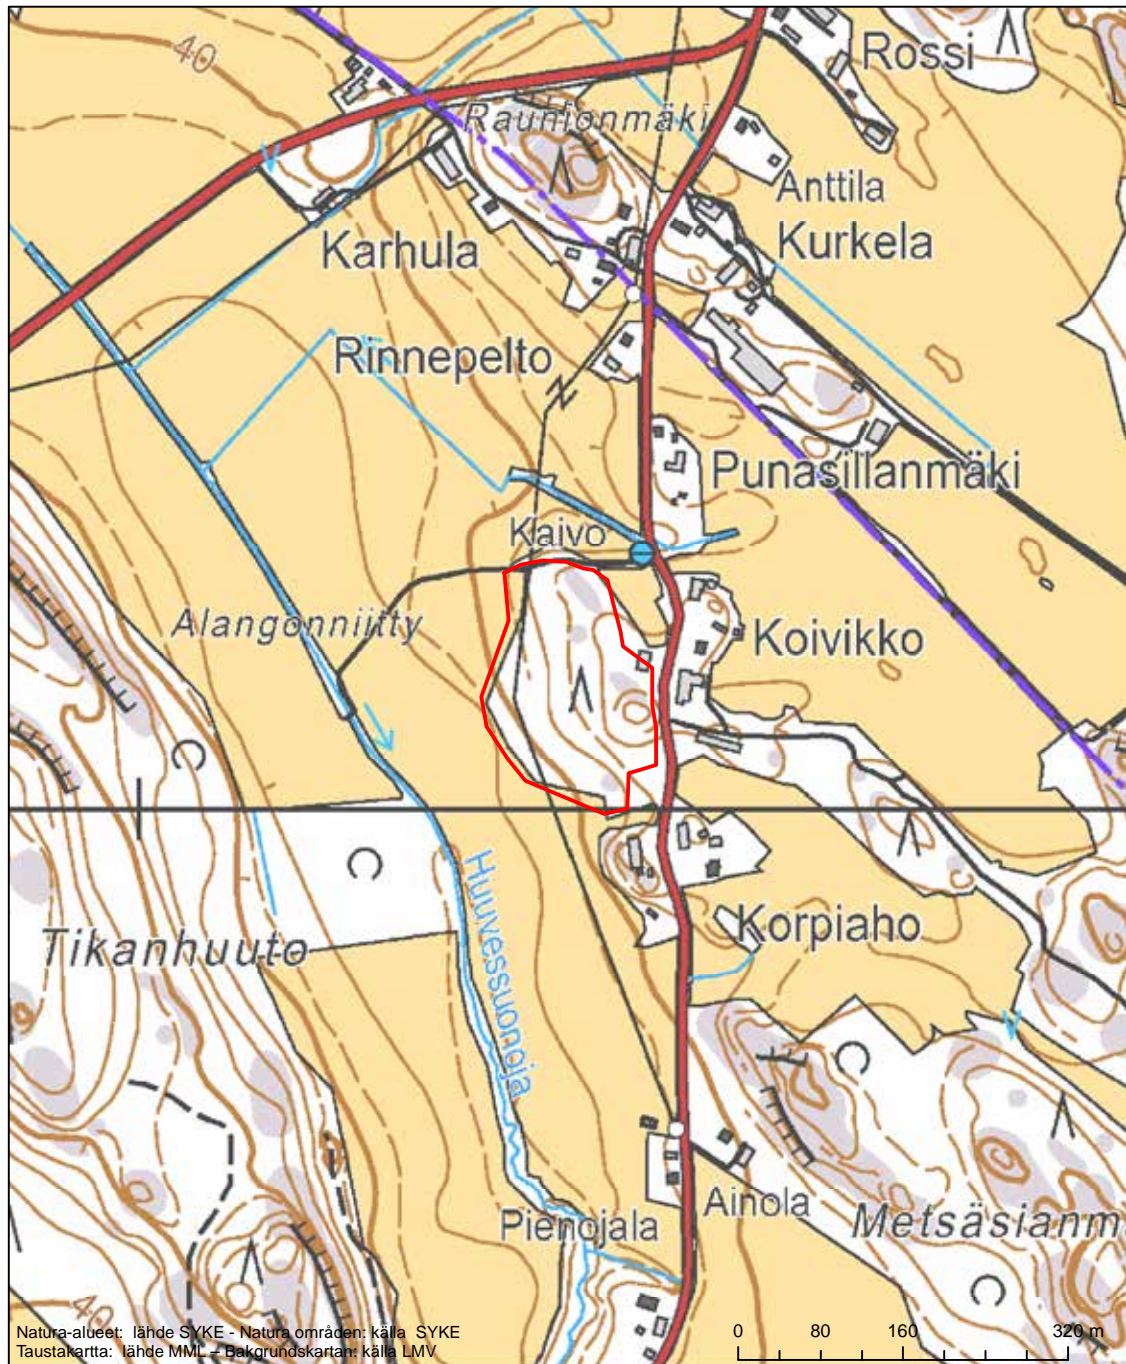 Rossi
40
Raunionmäki
Anttila
Karhula
Kurkela
Rinnepelto
Punasillanmäki
Kaivo
Alangonniitty
Koivikko
Huuvessuonoja
Tikanhuuto
Korpiaho
Ainola
Pienojala
Metsäsianm
40
Natura-alueet: lähde SYKE - Natura områden: källa SYKE
Taustakartta: lähde MML – Bakgrundskartan: källa LMV
0 80 160 320 m